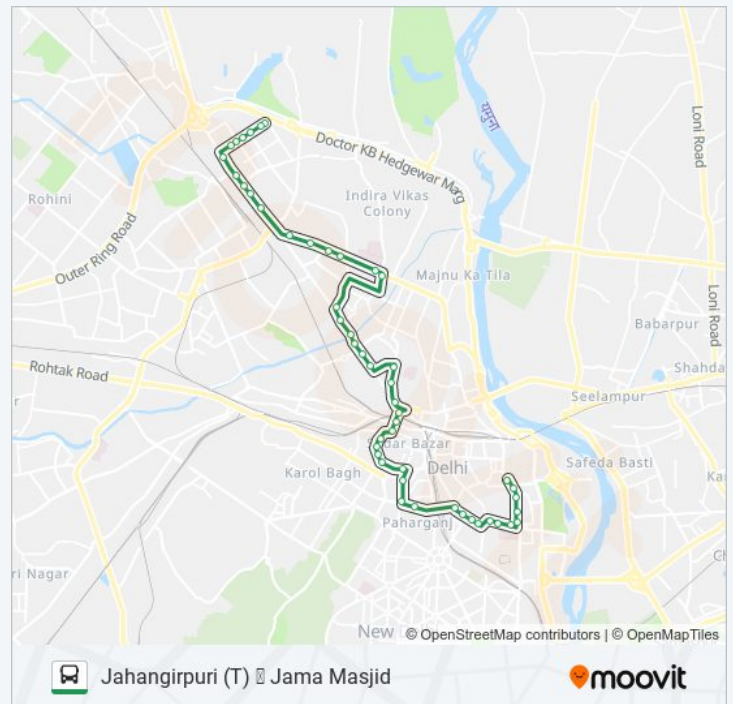 Doctor KB Hedgewar Marg
यमुना
Loni Road
Rohini
Indira Vikas
Colony
Outer Ring Road
Majnu Ka Tila
Loni Road
Babarpur
Rohtak Road
Shahda
Seelampur
Sadar Bazar
Delhi
Safeda Basti
Karol Bagh
Ka
Paharganj
ri Nagar
Ch
New
© OpenStreetMap contributors | © OpenMapTiles
Jahangirpuri (T) Jama Masjid
moovit